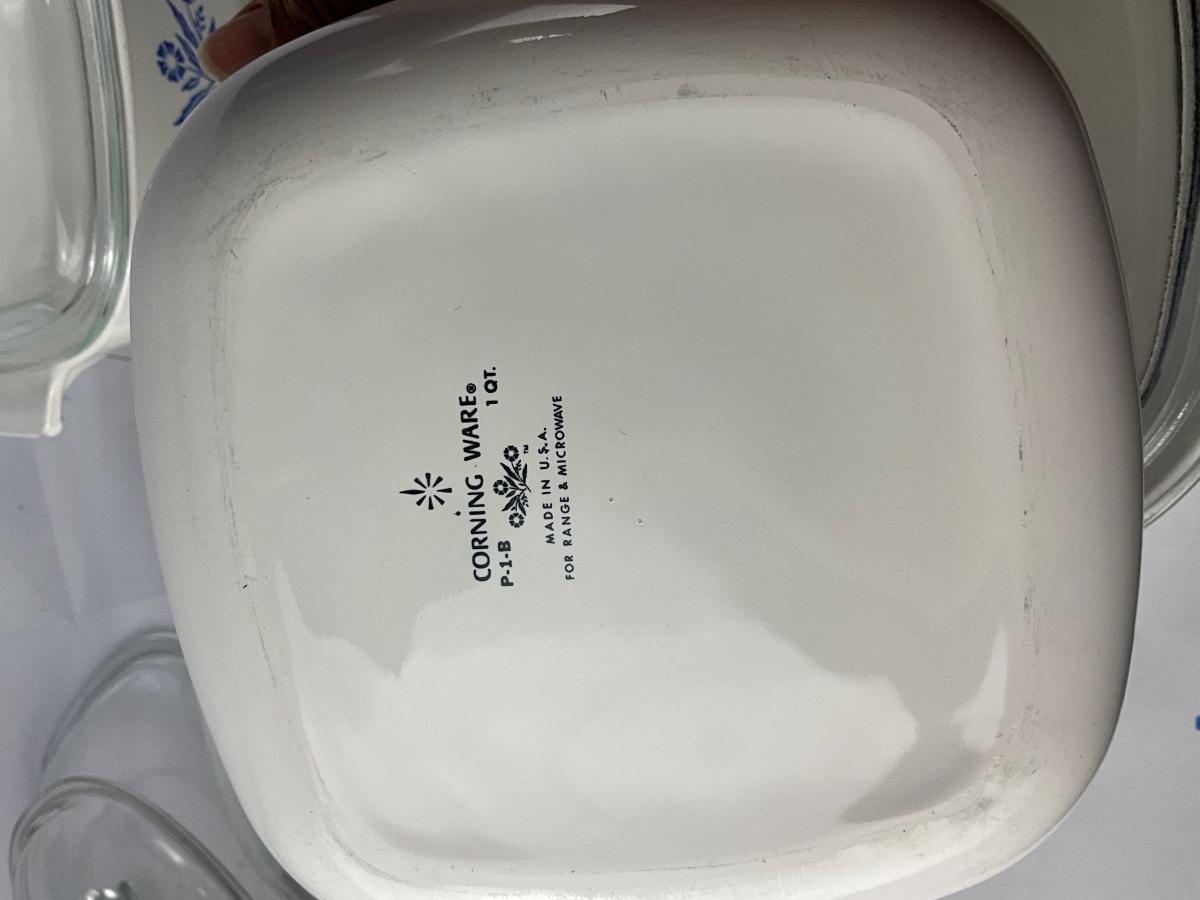 CORNING WARE®
P-1-B 1 QT.
™
MADE IN U.S.A.
FOR RANGE & MICROWAVE